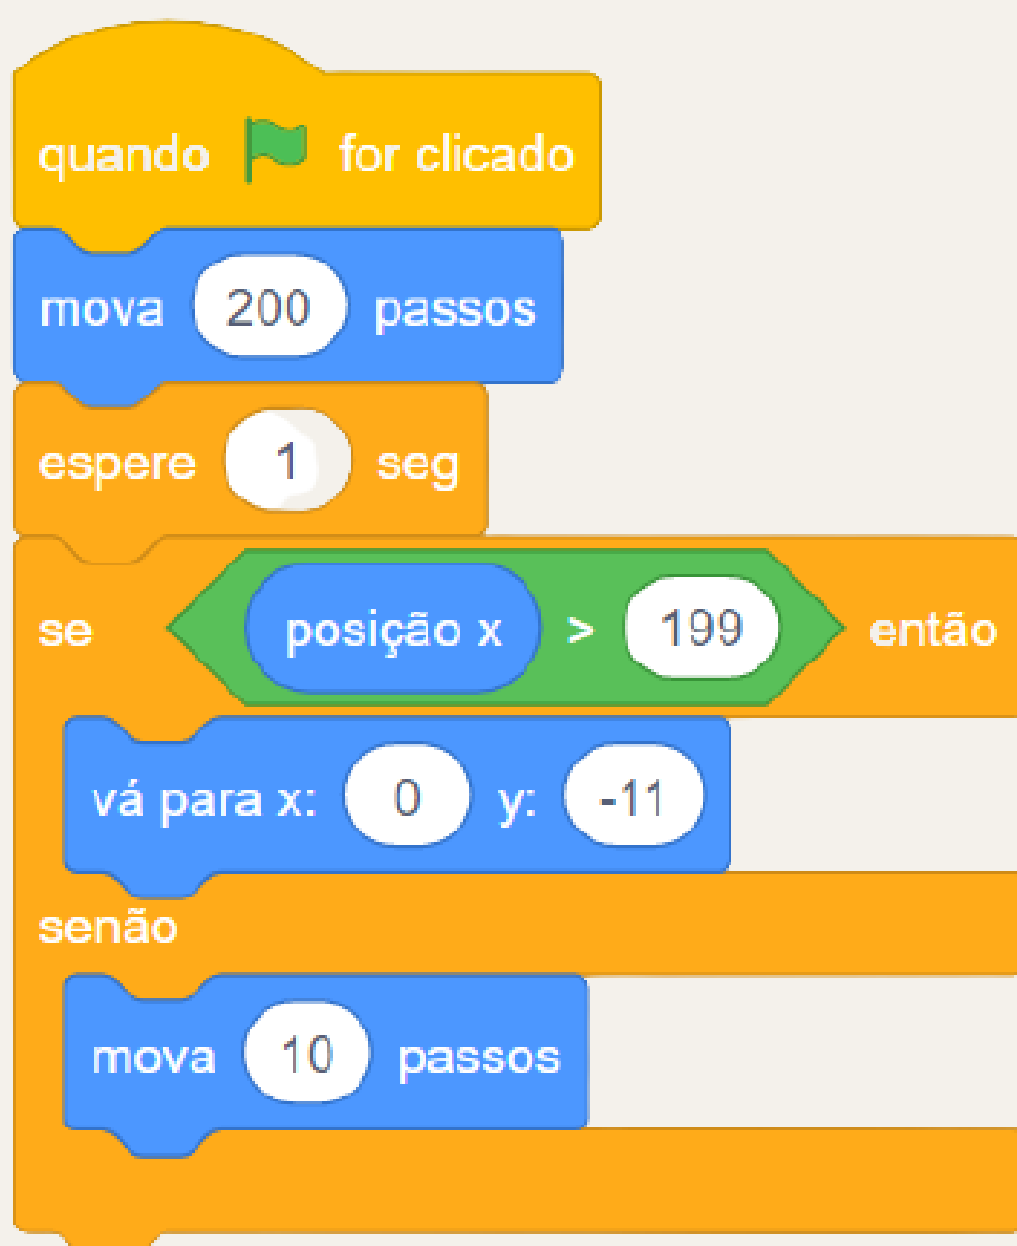 quando for clicado
mova 200 passos
espere 1 seg
se posição x > 199 então
vá para x: 0 y: -11
senão
mova 10 passos